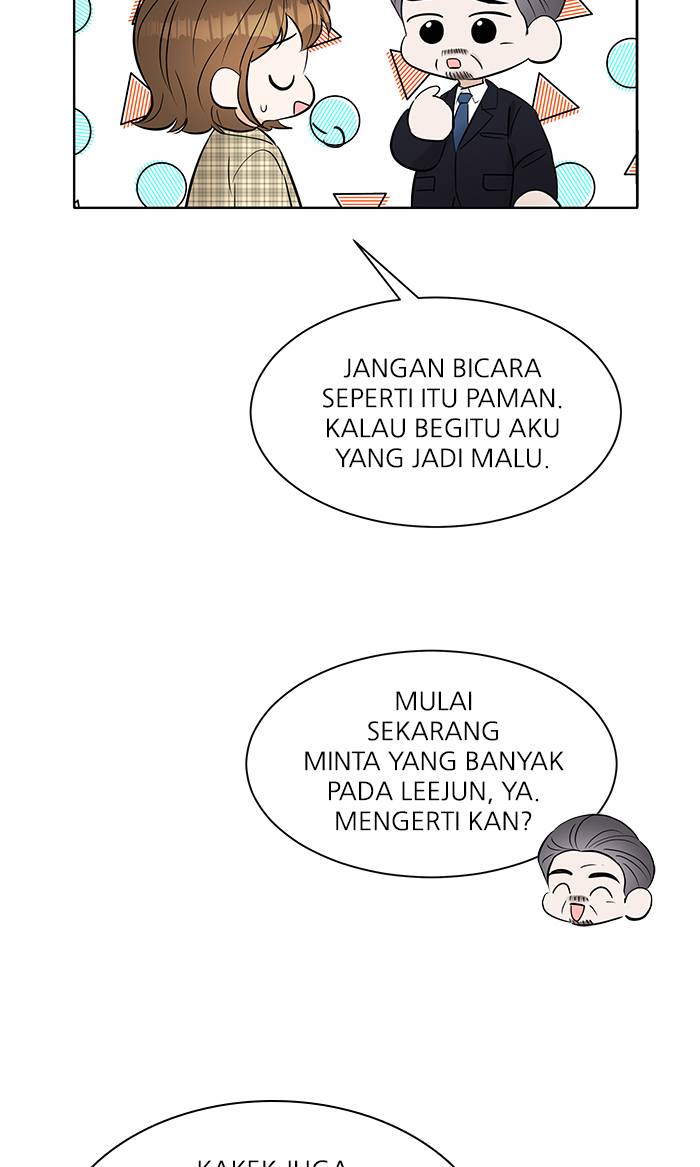 JANGAN BICARA
SEPERTI ITU PAMAN.
KALAU BEGITU AKU
YANG JADI MALU.
MULAI
SEKARANG
MINTA YANG BANYAK
PADA LEEJUN, YA.
MENGERTI KAN?
KAKEK JUGA